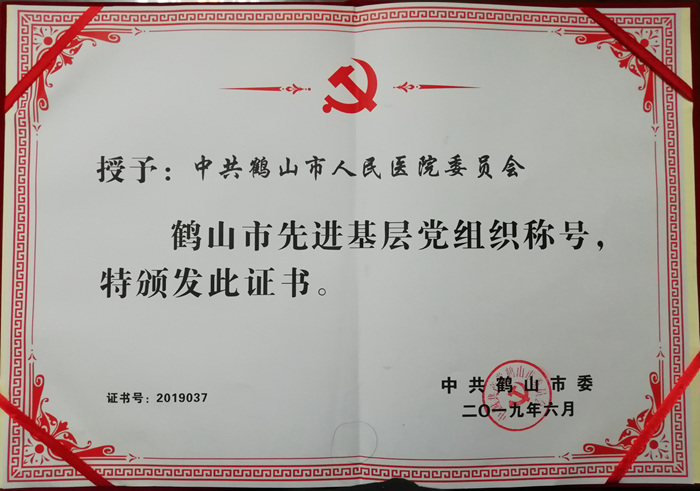 授予：中共鹤山市人民医院委员会
鹤山市先进基层党组织称号，
特颁发此证书。
证书号：2019037
中共鹤山市委
二〇一九年六月